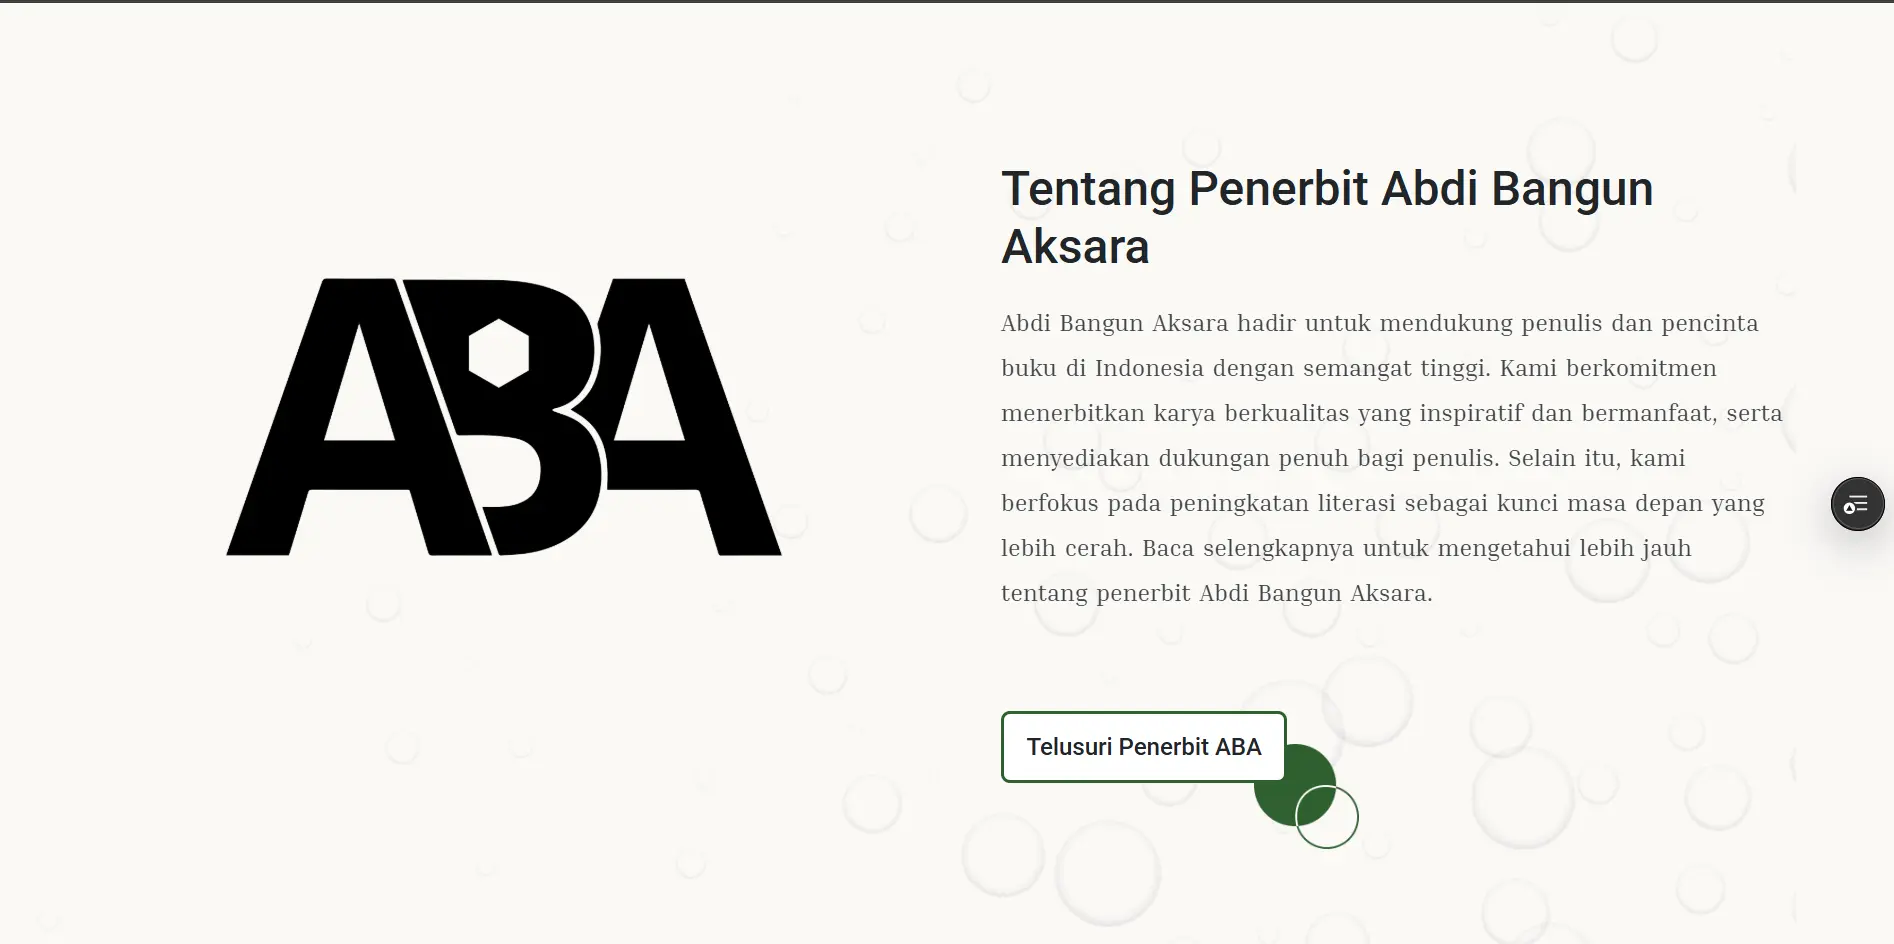 ABA
Tentang Penerbit Abdi Bangun
Aksara
Abdi Bangun Aksara hadir untuk mendukung penulis dan pencinta
buku di Indonesia dengan semangat tinggi. Kami berkomitmen
menerbitkan karya berkualitas yang inspiratif dan bermanfaat, serta
menyediakan dukungan penuh bagi penulis. Selain itu, kami
berfokus pada peningkatan literasi sebagai kunci masa depan yang
lebih cerah. Baca selengkapnya untuk mengetahui lebih jauh
tentang penerbit Abdi Bangun Aksara.
Telusuri Penerbit ABA